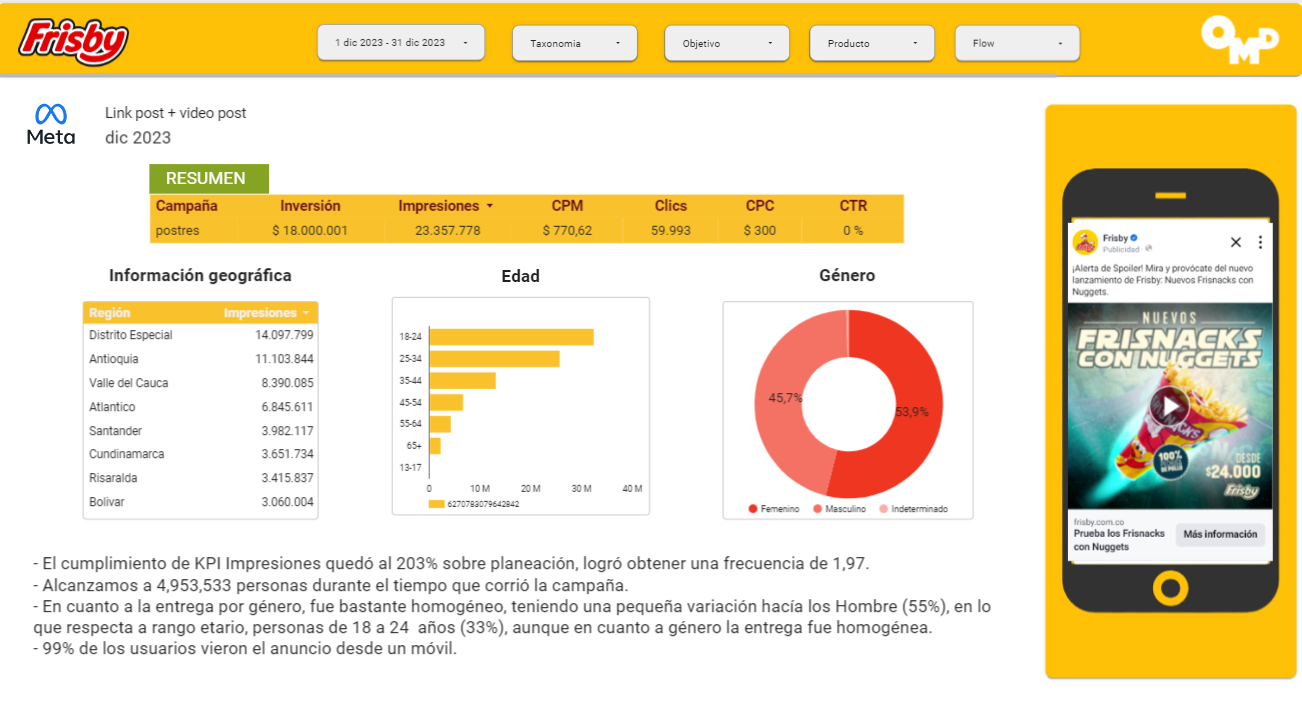 Frisby
1 dic 2023 - 31 dic 2023
Taxonomia
Objetivo
Producto
Flow
OMD
Meta
Link post + video post
dic 2023
RESUMEN
Campaña Inversión Impresiones CPM Clics CPC CTR
postres $ 18.000.001 23.357.778 $ 770,62 59.993 $ 300 0 %
Información geográfica
Región Impresiones
Distrito Especial 14.097.799
Antioquia 11.103.844
Valle del Cauca 8.390.085
Atlantico 6.845.611
Santander 3.982.117
Cundinamarca 3.651.734
Risaralda 3.415.837
Bolivar 3.060.004
Edad
18-24
25-34
35-44
45-54
55-64
65+
13-17
0 10 M 20 M 30 M 40 M
6270783079642842
Género
45,7%
53,9%
Femenino Masculino Indeterminado
- El cumplimiento de KPI Impresiones quedó al 203% sobre planeación, logró obtener una frecuencia de 1,97.
- Alcanzamos a 4,953,533 personas durante el tiempo que corrió la campaña.
- En cuanto a la entrega por género, fue bastante homogéneo, teniendo una pequeña variación hacía los Hombre (55%), en lo
que respecta a rango etario, personas de 18 a 24 años (33%), aunque en cuanto a género la entrega fue homogénea.
- 99% de los usuarios vieron el anuncio desde un móvil.
Frisby
Publicidad ·
¡Alerta de Spoiler! Mira y provócate del nuevo
lanzamiento de Frisby: Nuevos Frisnacks con
Nuggets.
NUEVOS
FRISNACKS
CON NUGGETS
100%
DE POLLO
DESDE
$24.000
Frisby
frisby.com.co
Prueba los Frisnacks
con Nuggets
Más información